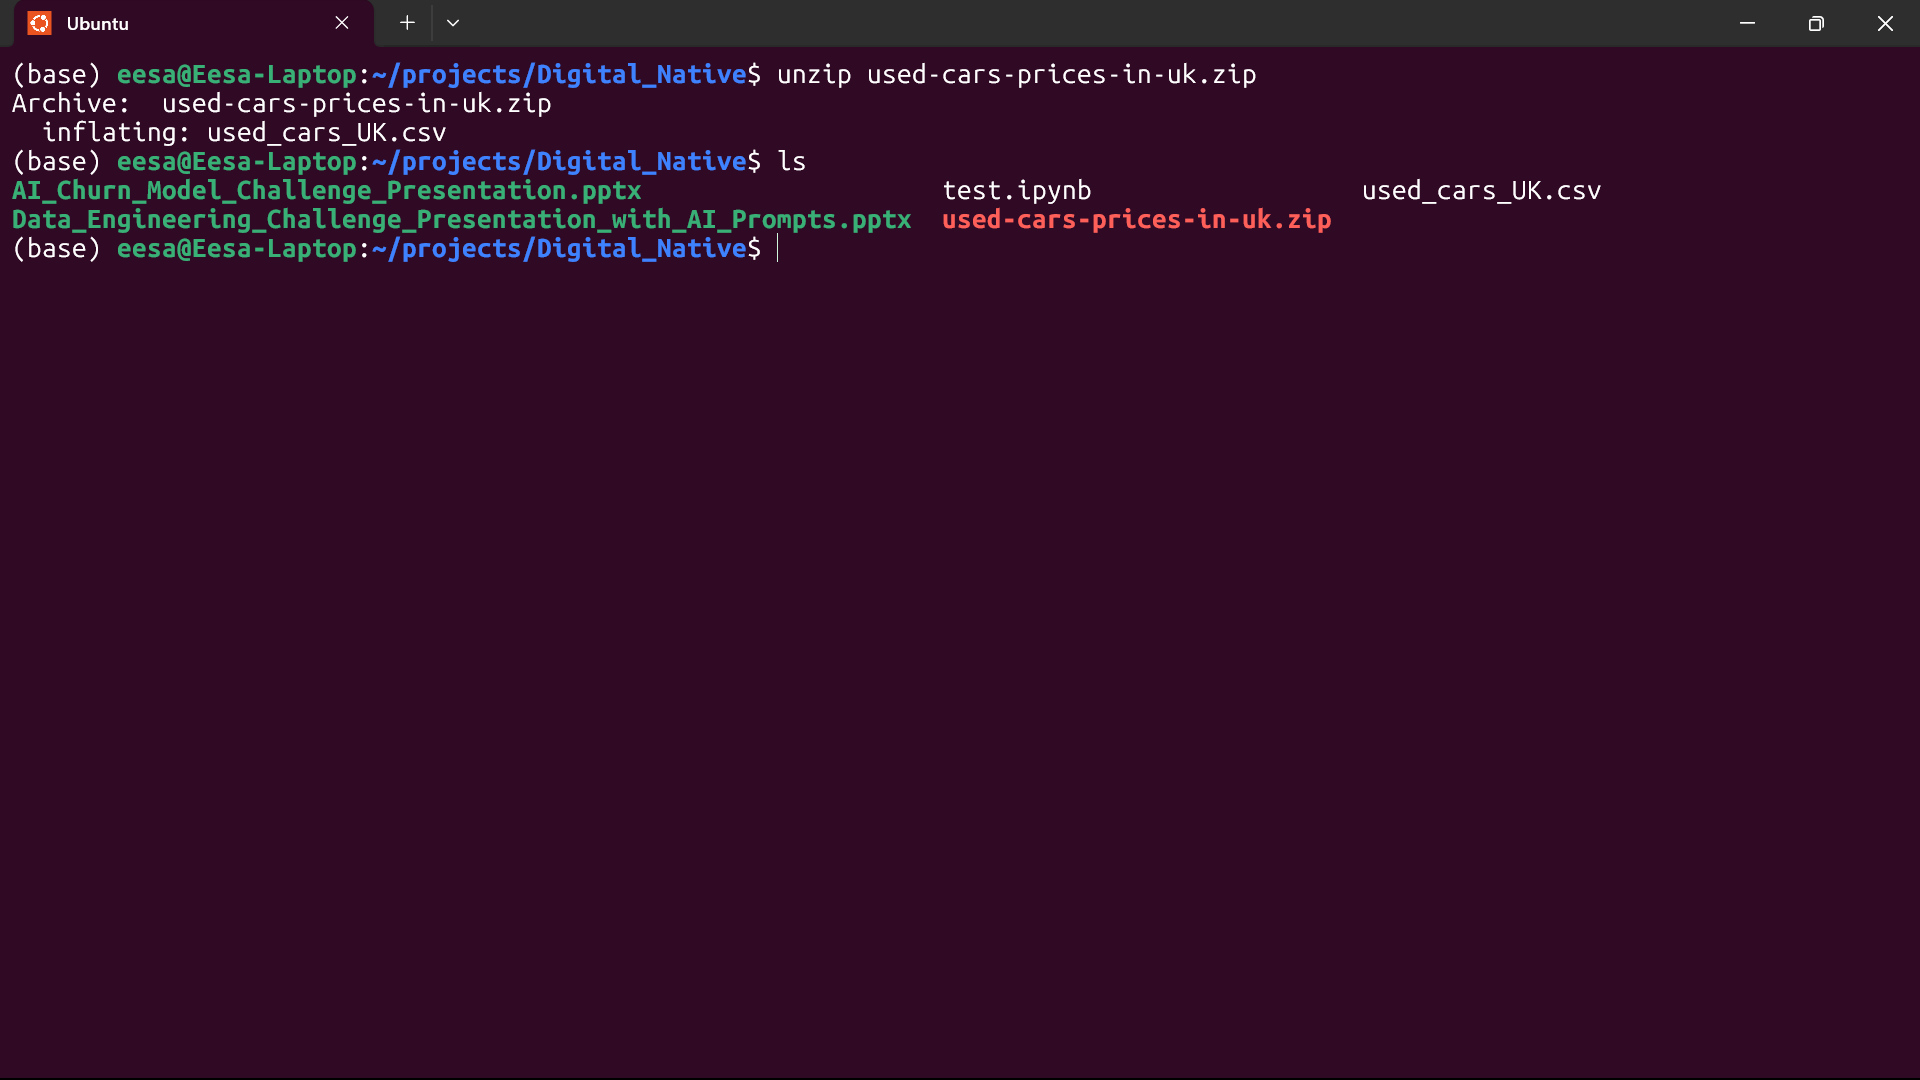 Ubuntu
(base) eesa@Eesa-Laptop:~/projects/Digital_Native$ unzip used-cars-prices-in-uk.zip
Archive:  used-cars-prices-in-uk.zip
  inflating: used_cars_UK.csv
(base) eesa@Eesa-Laptop:~/projects/Digital_Native$ ls
AI_Churn_Model_Challenge_Presentation.pptx                    test.ipynb                  used_cars_UK.csv
Data_Engineering_Challenge_Presentation_with_AI_Prompts.pptx  used-cars-prices-in-uk.zip
(base) eesa@Eesa-Laptop:~/projects/Digital_Native$